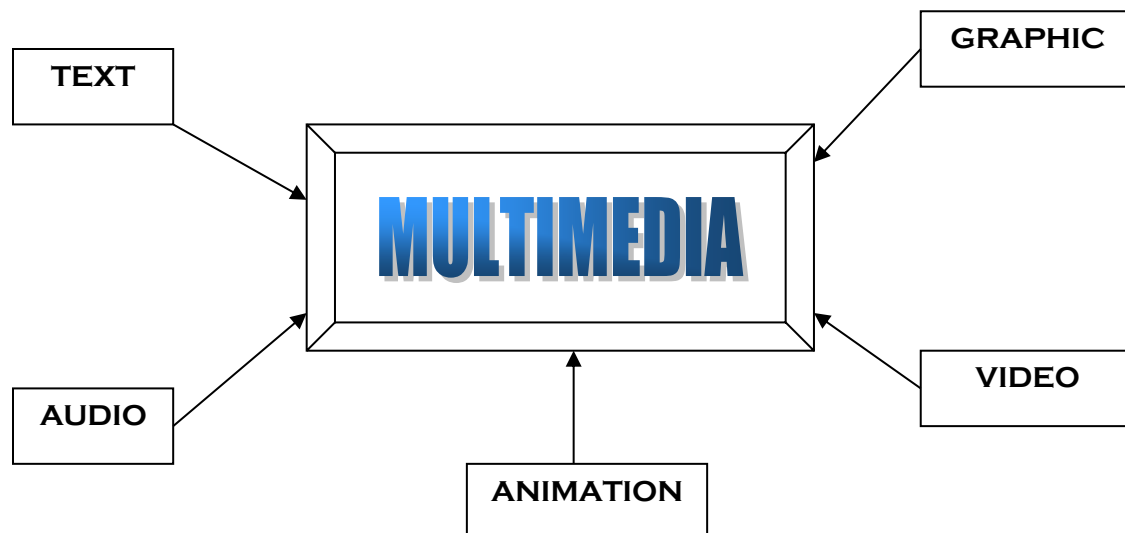 GRAPHIC
TEXT
MULTIMEDIA
VIDEO
AUDIO
ANIMATION